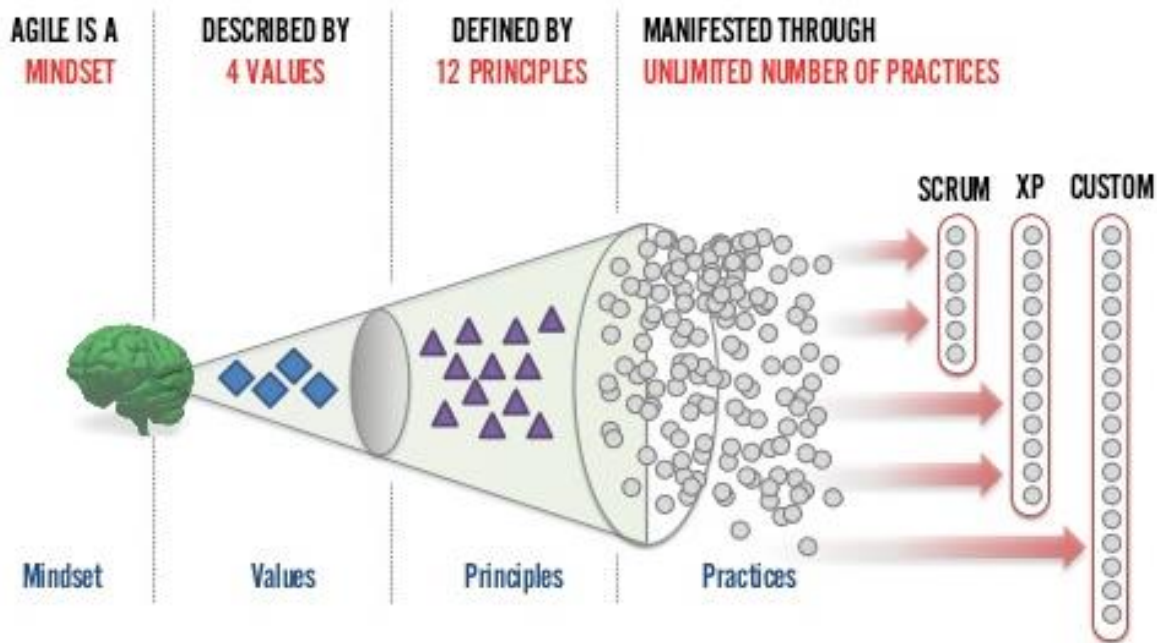 AGILE IS A
MINDSET
DESCRIBED BY
4 VALUES
DEFINED BY
12 PRINCIPLES
MANIFESTED THROUGH
UNLIMITED NUMBER OF PRACTICES
SCRUM
XP
CUSTOM
Mindset
Values
Principles
Practices